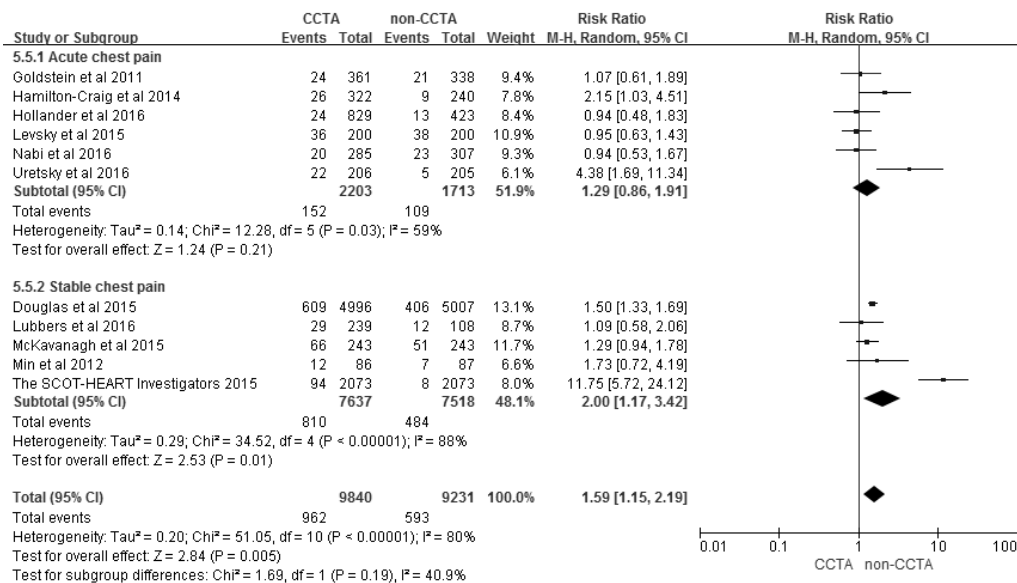 CCTA non-CCTA Risk Ratio Risk Ratio
Study or Subgroup Events Total Events Total Weight M-H, Random, 95% CI M-H, Random, 95% CI
5.5.1 Acute chest pain
Goldstein et al 2011 24 361 21 338 9.4% 1.07 [0.61, 1.89]
Hamilton-Craig et al 2014 26 322 9 240 7.8% 2.15 [1.03, 4.51]
Hollander et al 2016 24 829 13 423 8.4% 0.94 [0.48, 1.83]
Levsky et al 2015 36 200 38 200 10.9% 0.95 [0.63, 1.43]
Nabi et al 2016 20 285 23 307 9.3% 0.94 [0.53, 1.67]
Uretsky et al 2016 22 206 5 205 6.1% 4.38 [1.69, 11.34]
Subtotal (95% CI) 2203 1713 51.9% 1.29 [0.86, 1.91]
Total events 152 109
Heterogeneity: Tau² = 0.14; Chi² = 12.28, df = 5 (P = 0.03); I² = 59%
Test for overall effect: Z = 1.24 (P = 0.21)
5.5.2 Stable chest pain
Douglas et al 2015 609 4996 406 5007 13.1% 1.50 [1.33, 1.69]
Lubbers et al 2016 29 239 12 108 8.7% 1.09 [0.58, 2.06]
McKavanagh et al 2015 66 243 51 243 11.7% 1.29 [0.94, 1.78]
Min et al 2012 12 86 7 87 6.6% 1.73 [0.72, 4.19]
The SCOT-HEART Investigators 2015 94 2073 8 2073 8.0% 11.75 [5.72, 24.12]
Subtotal (95% CI) 7637 7518 48.1% 2.00 [1.17, 3.42]
Total events 810 484
Heterogeneity: Tau² = 0.29; Chi² = 34.52, df = 4 (P < 0.00001); I² = 88%
Test for overall effect: Z = 2.53 (P = 0.01)
Total (95% CI) 9840 9231 100.0% 1.59 [1.15, 2.19]
Total events 962 593
Heterogeneity: Tau² = 0.20; Chi² = 51.05, df = 10 (P < 0.00001); I² = 80%
Test for overall effect: Z = 2.84 (P = 0.005)
Test for subgroup differences: Chi² = 1.69, df = 1 (P = 0.19), I² = 40.9%
0.01 0.1 1 10 100
CCTA non-CCTA